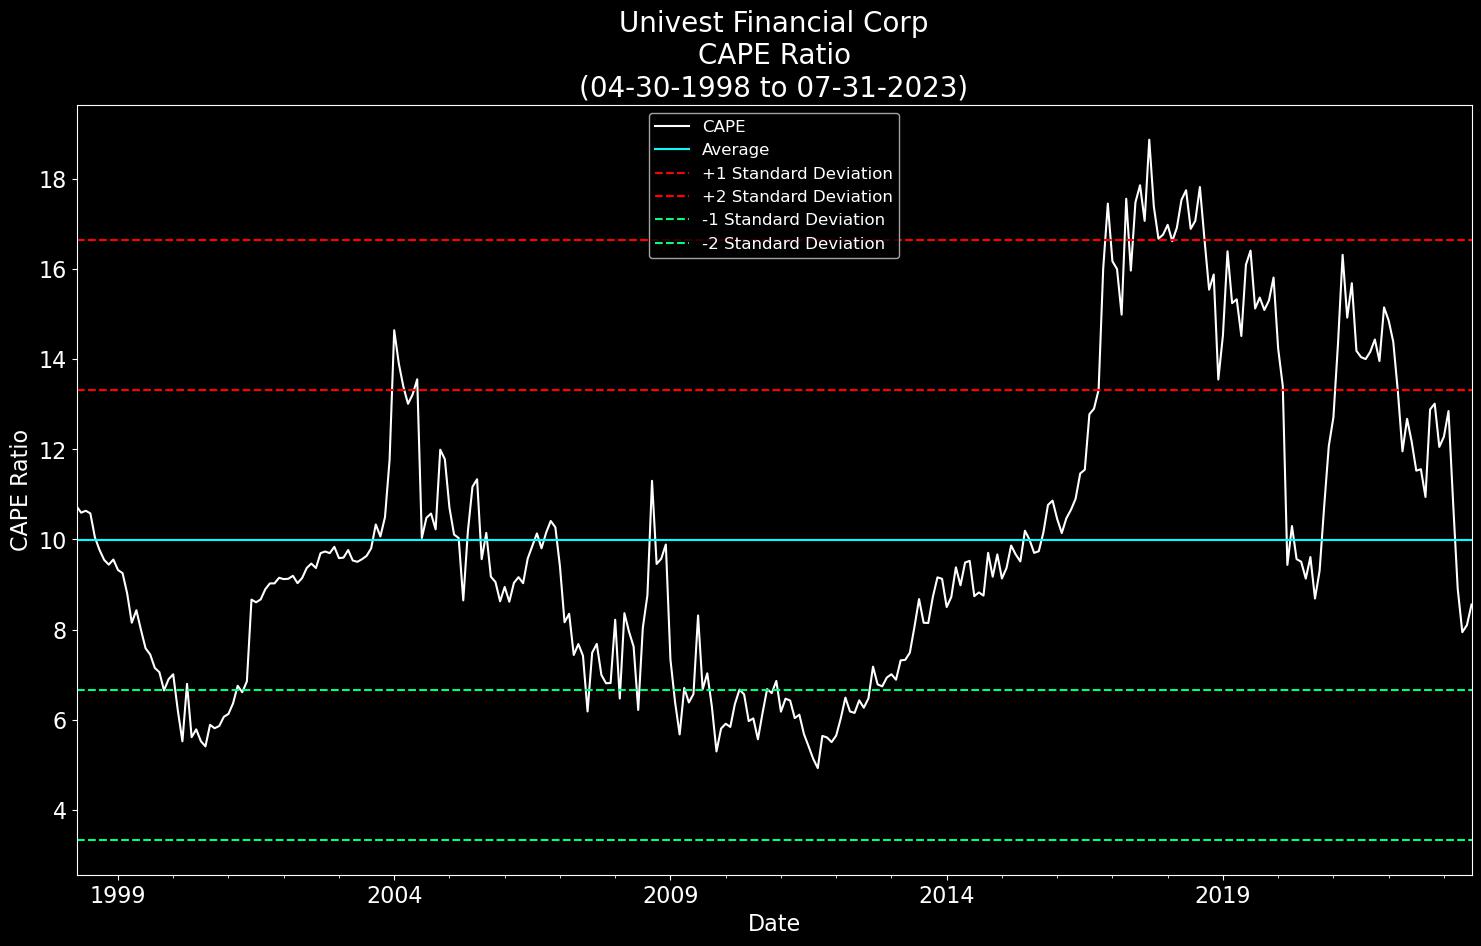 Univest Financial Corp
CAPE Ratio
(04-30-1998 to 07-31-2023)
CAPE
Average
+1 Standard Deviation
+2 Standard Deviation
-1 Standard Deviation
-2 Standard Deviation
CAPE Ratio
18
16
14
12
10
8
6
4
1999 2004 2009 2014 2019
Date